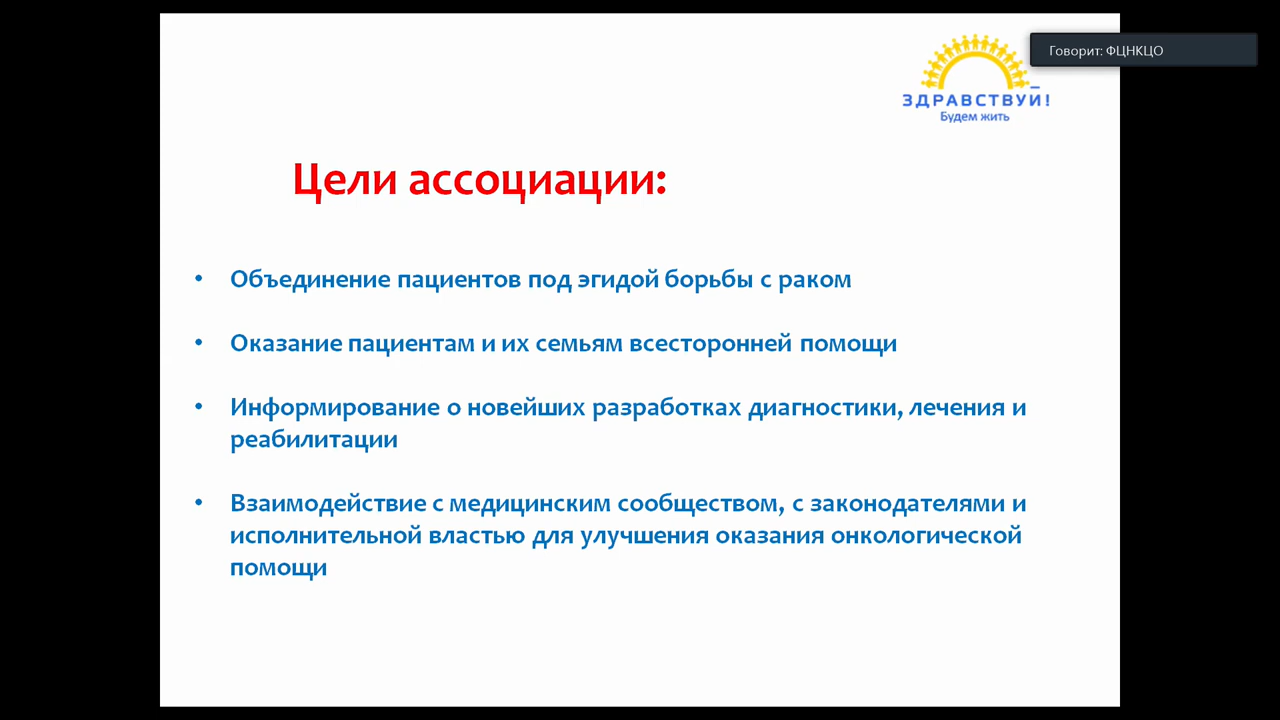 Говорит: ФЦНКЦО
ЗДРАВСТВУЙ!
Будем жить
Цели ассоциации:
• Объединение пациентов под эгидой борьбы с раком
• Оказание пациентам и их семьям всесторонней помощи
• Информирование о новейших разработках диагностики, лечения и
реабилитации
• Взаимодействие с медицинским сообществом, с законодателями и
исполнительной властью для улучшения оказания онкологической
помощи